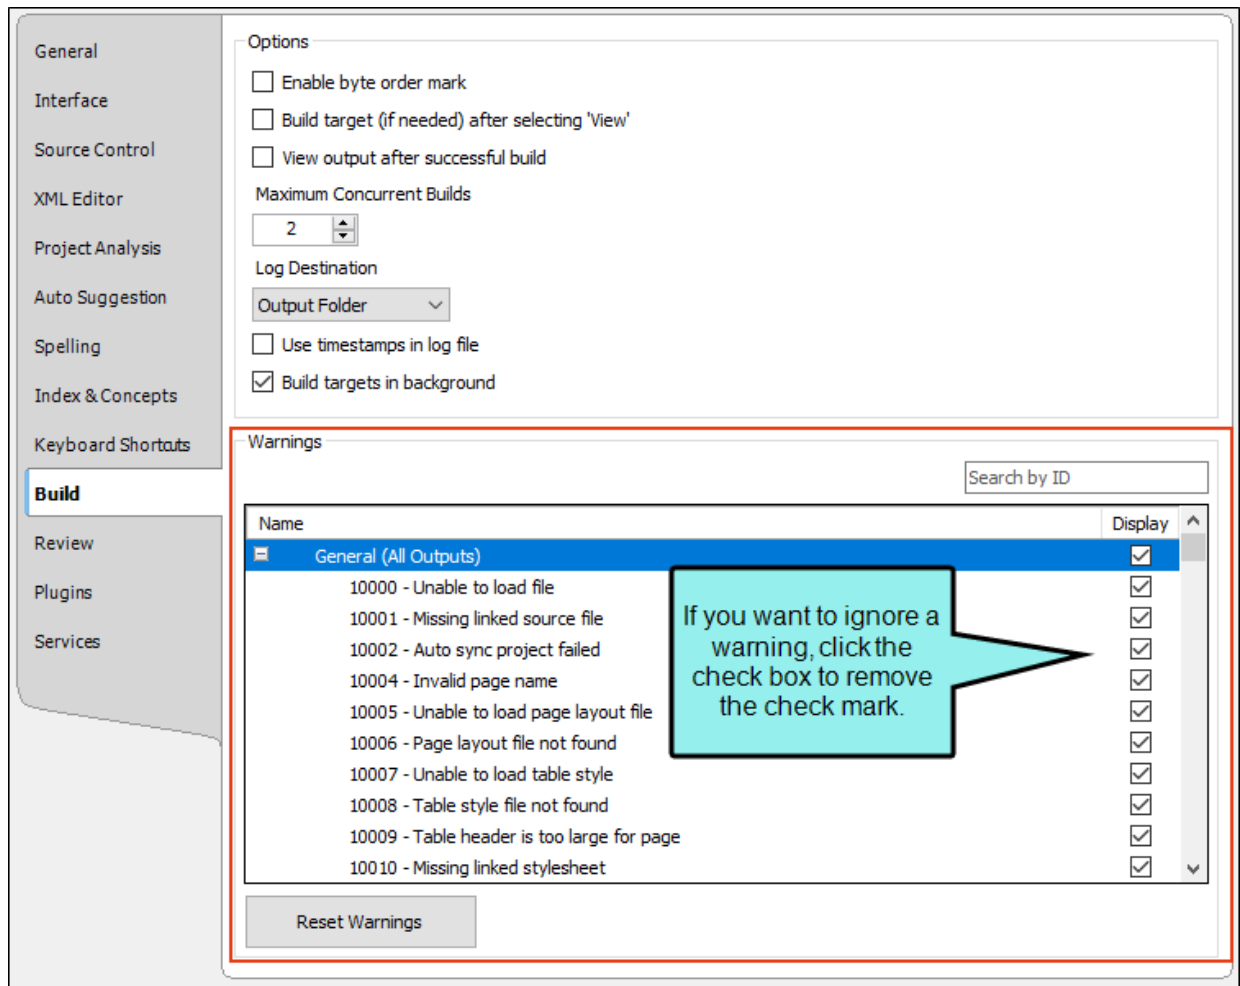 General
Interface
Source Control
XML Editor
Project Analysis
Auto Suggestion
Spelling
Index & Concepts
Keyboard Shortcuts
Build
Review
Plugins
Services
Options
Enable byte order mark
Build target (if needed) after selecting 'View'
View output after successful build
Maximum Concurrent Builds
2
Log Destination
Output Folder
Use timestamps in log file
Build targets in background
Warnings
Search by ID
Name Display
General (All Outputs)
10000 - Unable to load file
10001 - Missing linked source file
10002 - Auto sync project failed
10004 - Invalid page name
10005 - Unable to load page layout file
10006 - Page layout file not found
10007 - Unable to load table style
10008 - Table style file not found
10009 - Table header is too large for page
10010 - Missing linked stylesheet
If you want to ignore a
warning, click the
check box to remove
the check mark.
Reset Warnings